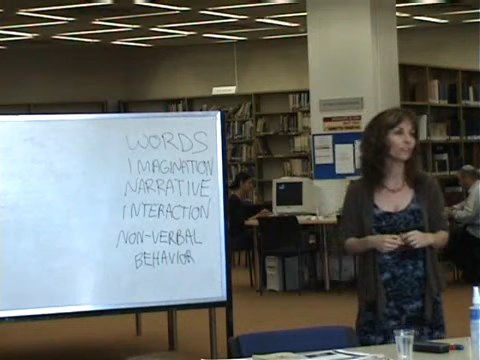 WORDS
IMAGINATION
NARRATIVE
INTERACTION
NON-VERBAL
BEHAVIOR